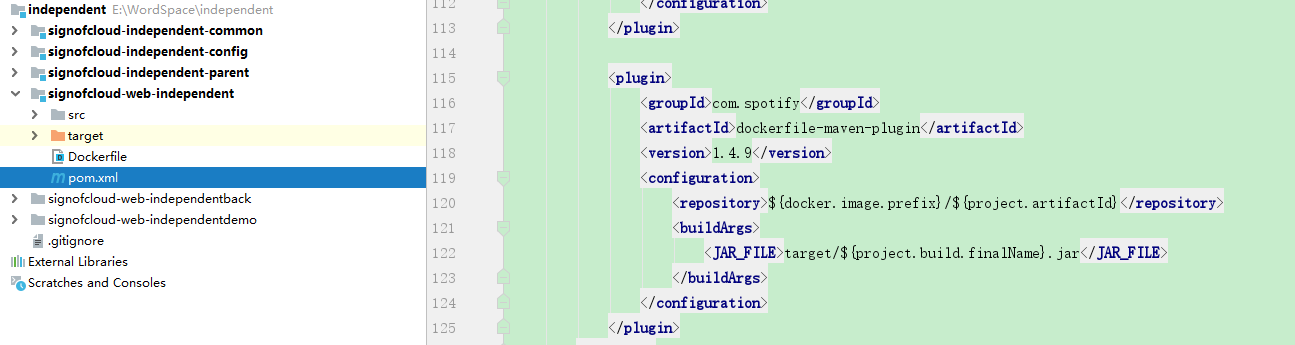 independent E:\WordSpace\independent
signofcloud-independent-common
signofcloud-independent-config
signofcloud-independent-parent
signofcloud-web-independent
src
target
Dockerfile
pom.xml
signofcloud-web-independentback
signofcloud-web-independentdemo
.gitignore
External Libraries
Scratches and Consoles
112 </configuration>
113 </plugin>
114
115 <plugin>
116 <groupId>com.spotify</groupId>
117 <artifactId>dockerfile-maven-plugin</artifactId>
118 <version>1.4.9</version>
119 <configuration>
120 <repository>${docker.image.prefix}/${project.artifactId}</repository>
121 <buildArgs>
122 <JAR_FILE>target/${project.build.finalName}.jar</JAR_FILE>
123 </buildArgs>
124 </configuration>
125 </plugin>